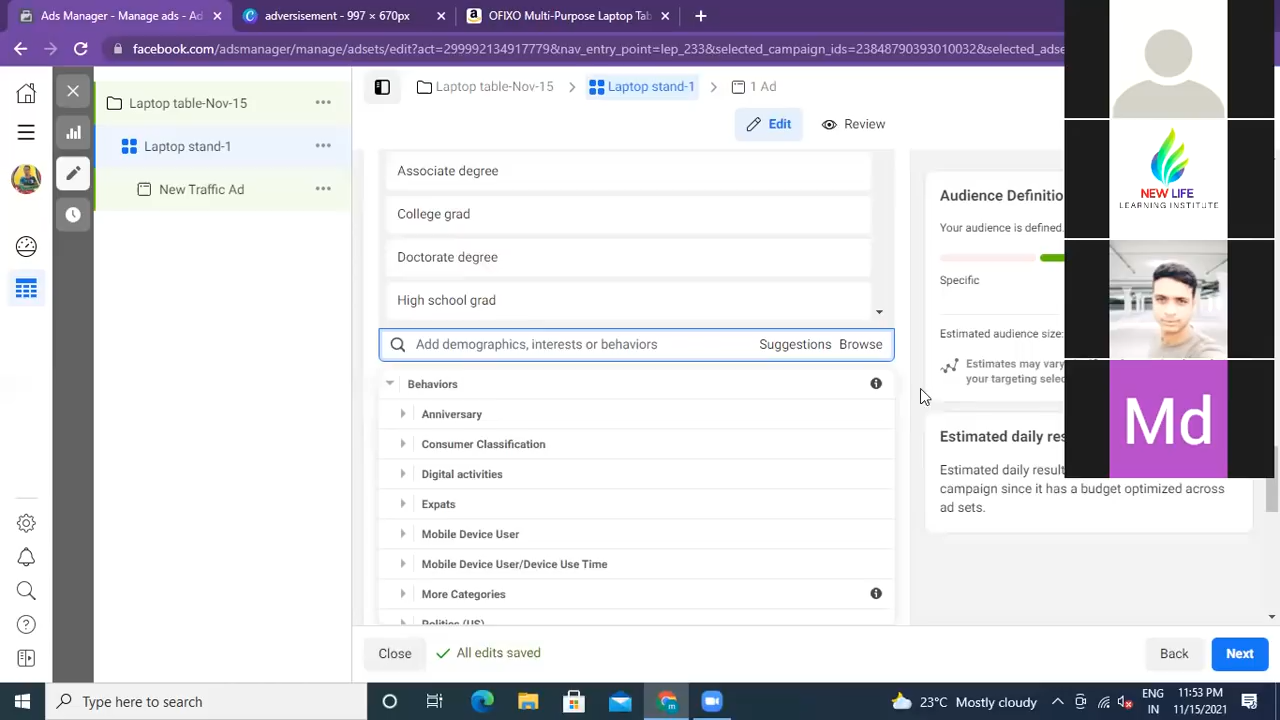 Ads Manager - Manage ads - Ads
advertisement - 997 × 670px
OFIXO Multi-Purpose Laptop Tabl
facebook.com/adsmanager/manage/adsets/edit?act=299992134917779&nav_entry_point=lep_233&selected_campaign_ids=23848790393010032&selected_adse
Laptop table-Nov-15
Laptop stand-1
New Traffic Ad
Laptop table-Nov-15
Laptop stand-1
1 Ad
Edit
Review
Associate degree
College grad
Doctorate degree
High school grad
Add demographics, interests or behaviors
Suggestions
Browse
Behaviors
Anniversary
Consumer Classification
Digital activities
Expats
Mobile Device User
Mobile Device User/Device Use Time
More Categories
Politics (US)
Audience Definitio
Your audience is defined.
Specific
Estimated audience size:
Estimates may vary
your targeting selec
Estimated daily res
Estimated daily result
campaign since it has a budget optimized across
ad sets.
NEW LIFE
LEARNING INSTITUTE
Md
Close
All edits saved
Back
Next
Type here to search
23°C Mostly cloudy
ENG
IN
11:53 PM
11/15/2021